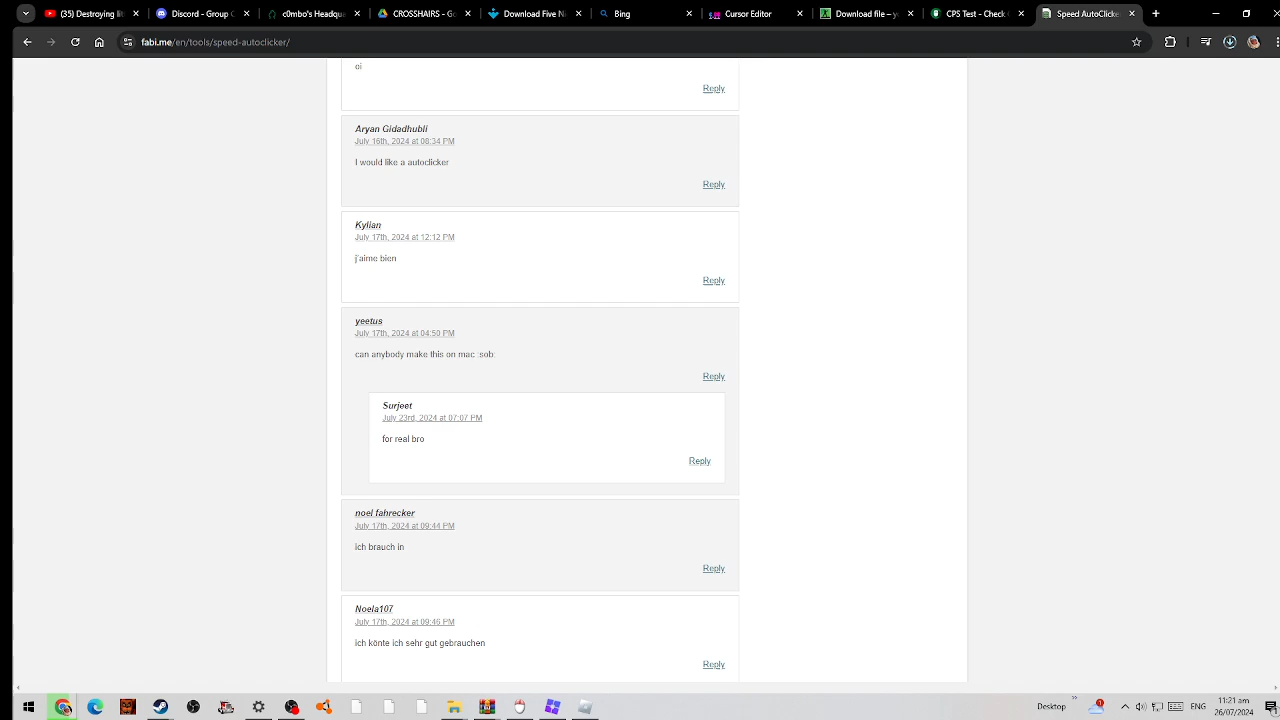 (35) Destroying li
Discord - Group C
c0mbo's Headqu
CROSSHAIRS - Go
Download Five Ni
Bing
Cursor Editor
Download file – y
CPS Test - Check
Speed AutoClicke
fabi.me/en/tools/speed-autoclicker/
oi
Reply
Aryan Gidadhubli
July 16th, 2024 at 08:34 PM
I would like a autoclicker
Reply
Kylian
July 17th, 2024 at 12:12 PM
j'aime bien
Reply
yeetus
July 17th, 2024 at 04:50 PM
can anybody make this on mac :sob:
Reply
Surjeet
July 23rd, 2024 at 07:07 PM
for real bro
Reply
noel fahrecker
July 17th, 2024 at 09:44 PM
ich brauch in
Reply
Noela107
July 17th, 2024 at 09:46 PM
ich könte ich sehr gut gebrauchen
Reply
Desktop
ENG
11:21 am
26/07/2024